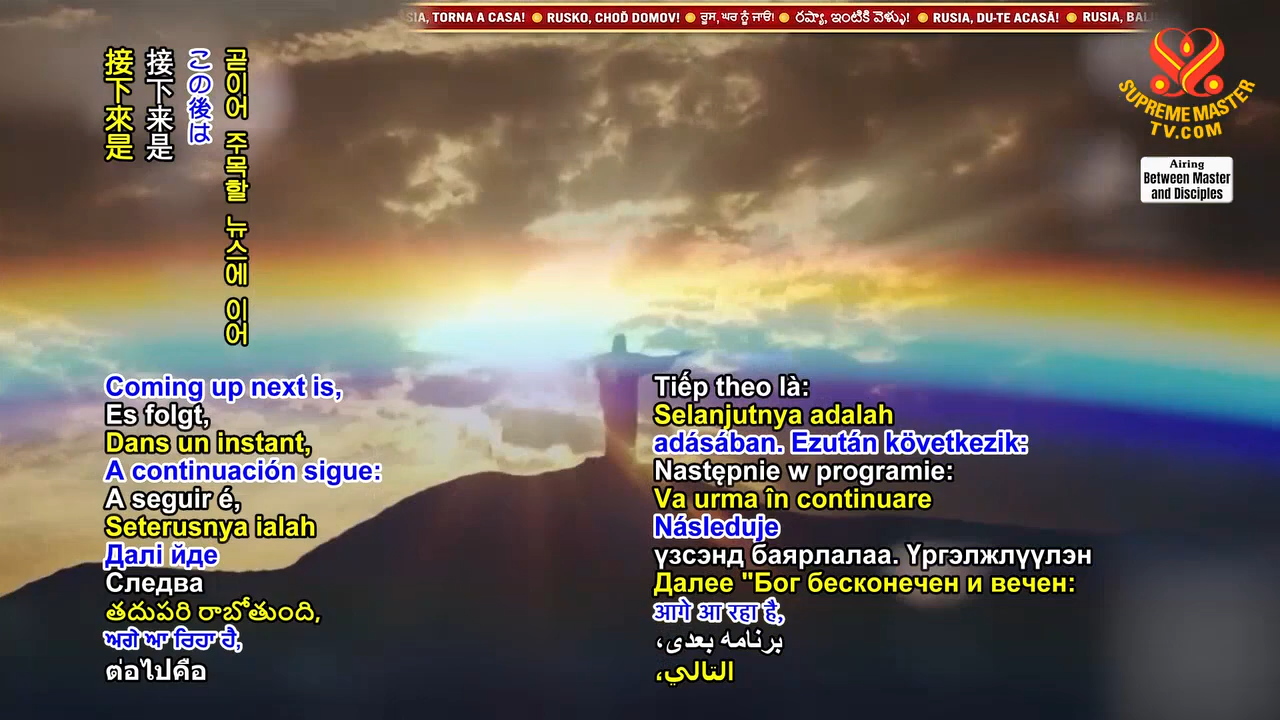 SIA, TORNA A CASA! RUSKO, CHOĎ DOMOV! ਰੂਸ, ਘਰ ਨੂੰ ਜਾਓ! రష్యా, ఇంటికి వెళ్ళు! RUSIA, DU-TE ACASĂ! RUSIA,
SUPREME MASTER
TV.COM
Airing
Between Master
and Disciples
接下來是
接下来是
この後は
곧이어 주목할 뉴스에 이어
Coming up next is,
Es folgt,
Dans un instant,
A continuación sigue:
A seguir é,
Seterusnya ialah
Далі йде
Следва
తదుపరి రాబోతుంది,
ਅਗੇ ਆ ਰਿਹਾ ਹੈ,
ต่อไปคือ
Tiếp theo là:
Selanjutnya adalah
adásában. Ezután következik:
Następnie w programie:
Va urma în continuare
Následuje
үзсэнд баярлалаа. Үргэлжлүүлэн
Далее "Бог бесконечен и вечен:
आगे आ रहा है,
برنامه بعدی،
التالي،